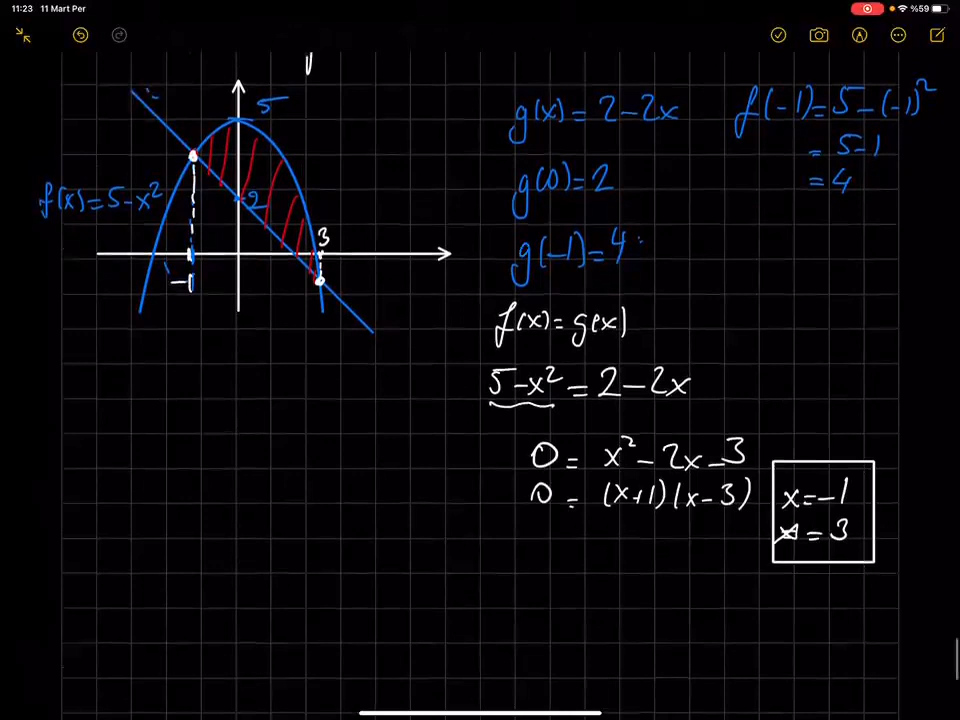 11:23 11 Mart Per %59
5
f(x)=5-x²
2
3
-1
g(x)=2-2x
g(0)=2
g(-1)=4
f(-1)=5-(-1)²
=5-1
=4
f(x)=g(x)
5-x²=2-2x
0=x²-2x-3
0=(x+1)(x-3)
x=-1
x=3